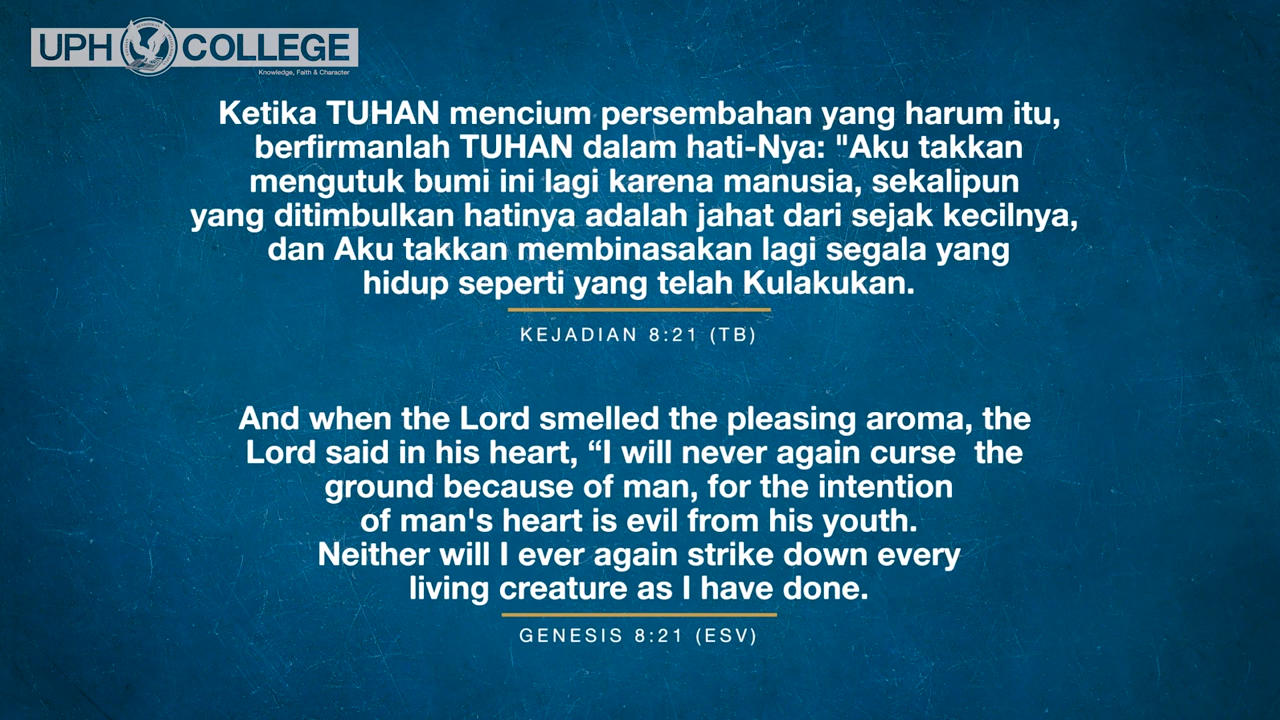 UPH COLLEGE
Knowledge, Faith & Character
Ketika TUHAN mencium persembahan yang harum itu,
berfirmanlah TUHAN dalam hati-Nya: "Aku takkan
mengutuk bumi ini lagi karena manusia, sekalipun
yang ditimbulkan hatinya adalah jahat dari sejak kecilnya,
dan Aku takkan membinasakan lagi segala yang
hidup seperti yang telah Kulakukan.
KEJADIAN 8:21 (TB)
And when the Lord smelled the pleasing aroma, the
Lord said in his heart, “I will never again curse  the
ground because of man, for the intention
of man's heart is evil from his youth.
Neither will I ever again strike down every
living creature as I have done.
GENESIS 8:21 (ESV)